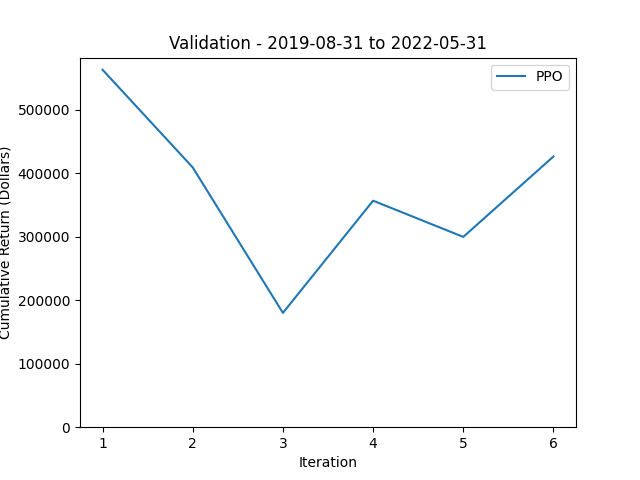 Validation - 2019-08-31 to 2022-05-31
PPO
Cumulative Return (Dollars)
500000
400000
300000
200000
100000
0
1 2 3 4 5 6
Iteration